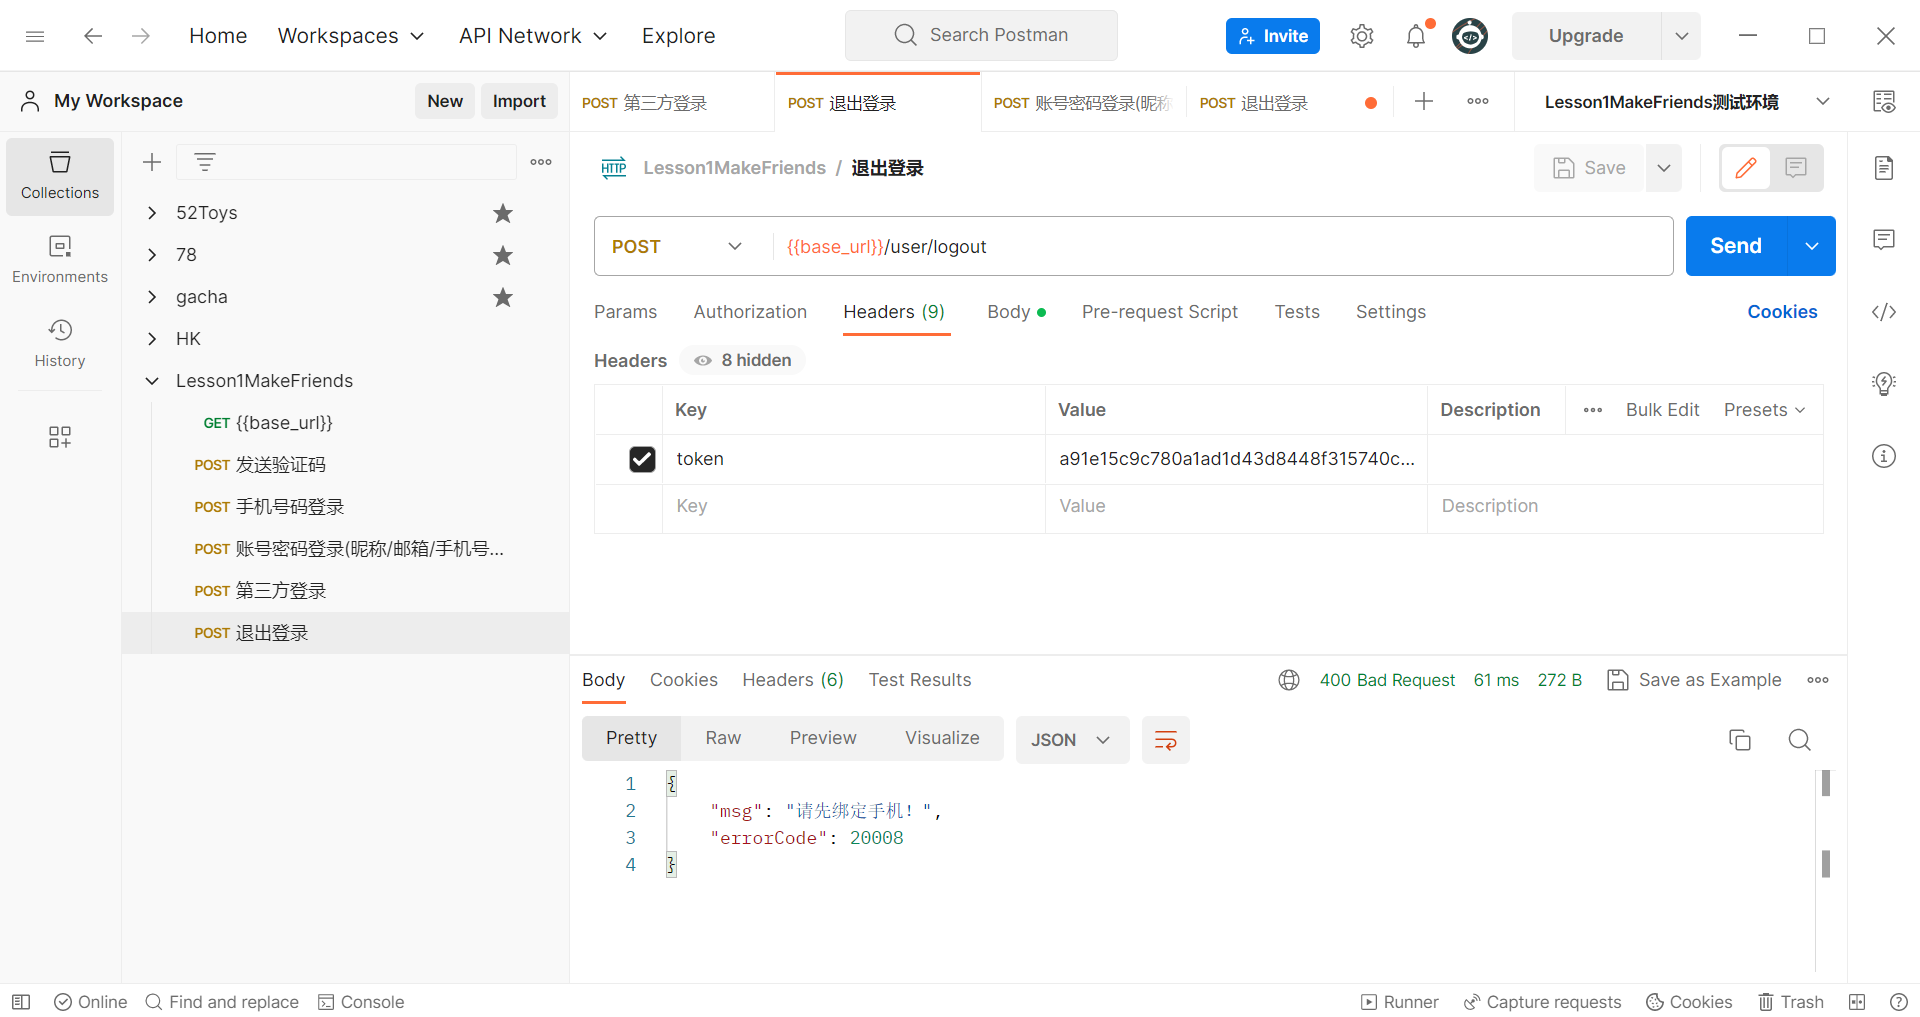 Home Workspaces API Network Explore Search Postman Invite Upgrade
My Workspace New Import
POST 第三方登录 POST 退出登录 POST 账号密码登录(昵称 POST 退出登录 Lesson1MakeFriends测试环境
Collections
Environments
History
52Toys
78
gacha
HK
Lesson1MakeFriends
GET {{base_url}}
POST 发送验证码
POST 手机号码登录
POST 账号密码登录(昵称/邮箱/手机号...
POST 第三方登录
POST 退出登录
HTTP Lesson1MakeFriends / 退出登录 Save
POST {{base_url}}/user/logout Send
Params Authorization Headers (9) Body Pre-request Script Tests Settings Cookies
Headers 8 hidden
Key Value Description Bulk Edit Presets
token a91e15c9c780a1ad1d43d8448f315740c...
Key Value Description
Body Cookies Headers (6) Test Results 400 Bad Request 61 ms 272 B Save as Example
Pretty Raw Preview Visualize JSON
1 {
2 "msg": "请先绑定手机！",
3 "errorCode": 20008
4 }
Online Find and replace Console Runner Capture requests Cookies Trash